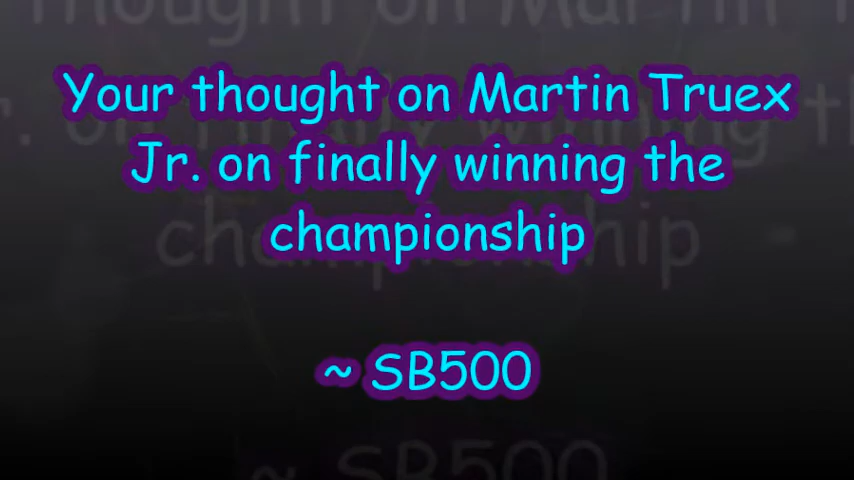 Your thought on Martin Truex
Jr. on finally winning the
championship
~ SB500